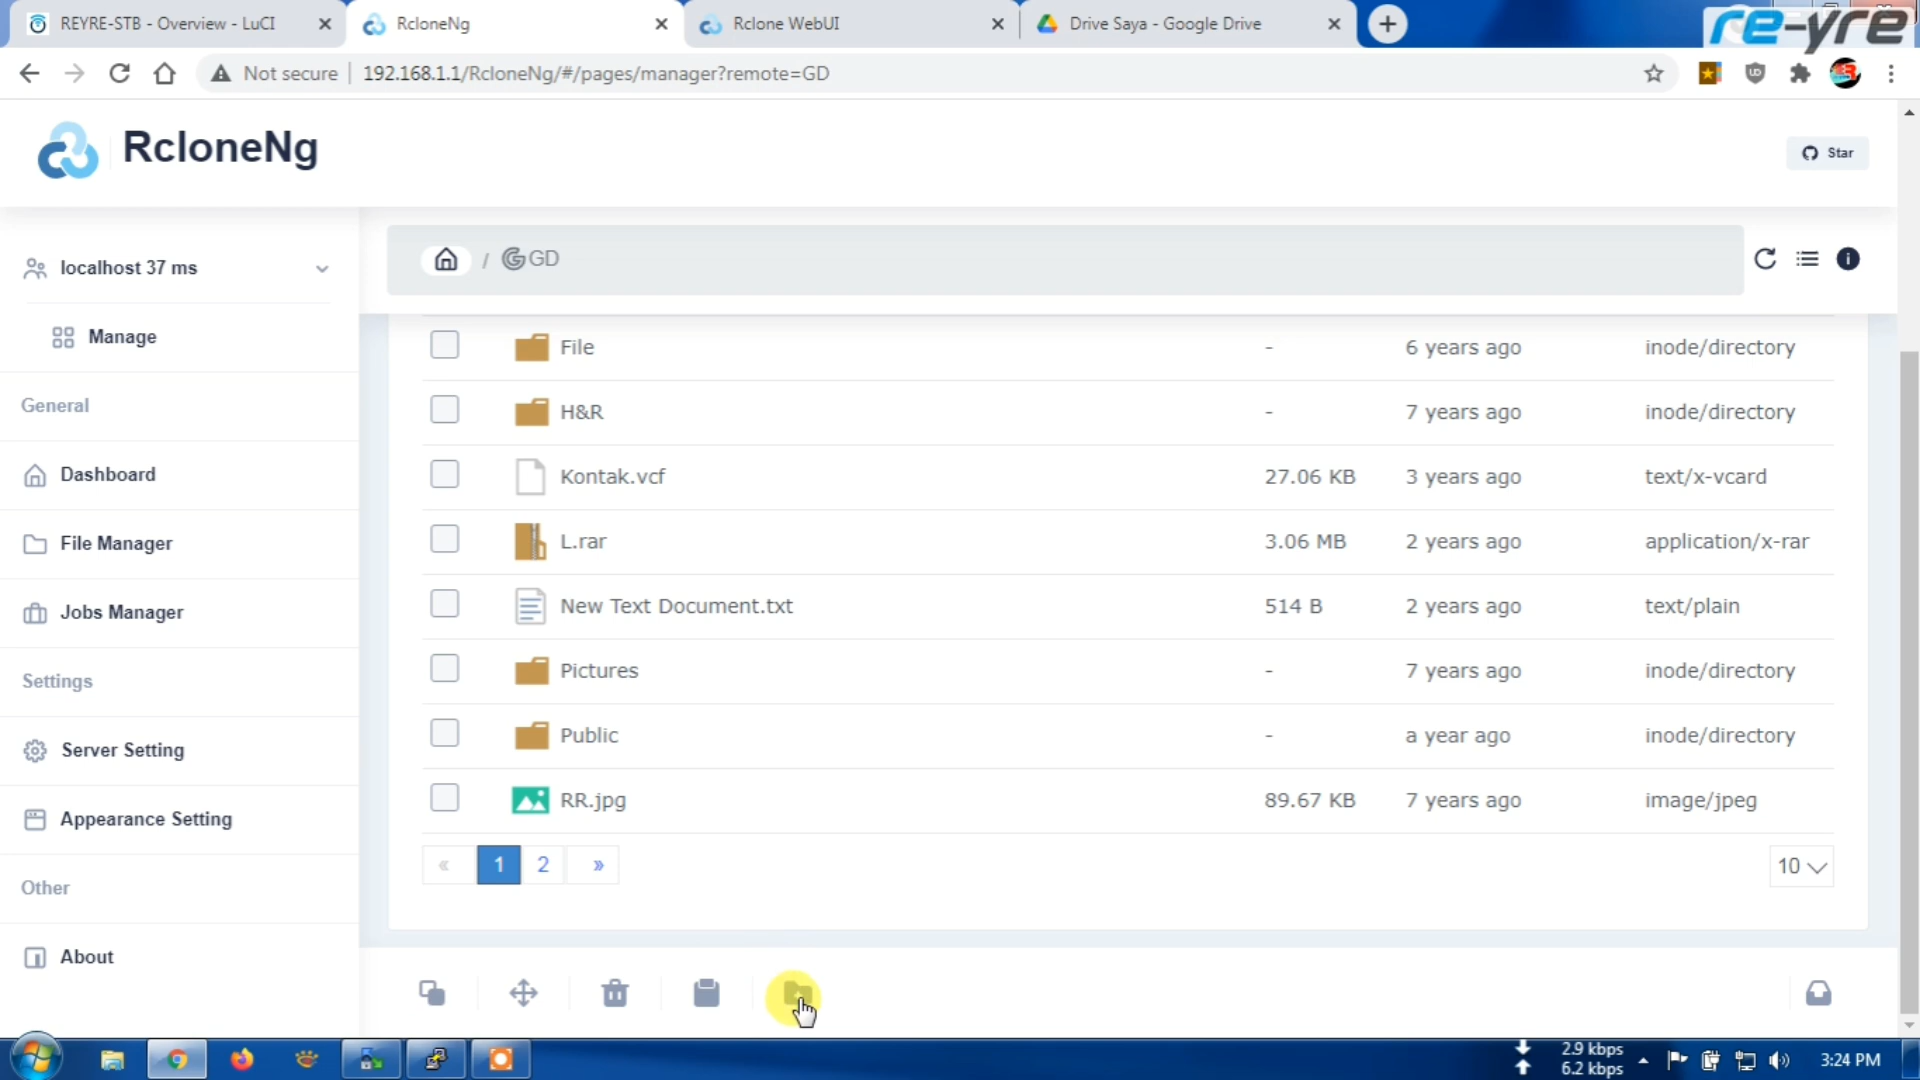 REYRE-STB - Overview - LuCI
RcloneNg
Rclone WebUI
Drive Saya - Google Drive
re-yre
Not secure
192.168.1.1/RcloneNg/#/pages/manager?remote=GD
RcloneNg
Star
localhost 37 ms
/ GD
Manage
General
Dashboard
File Manager
Jobs Manager
Settings
Server Setting
Appearance Setting
Other
About
File - 6 years ago inode/directory
H&R - 7 years ago inode/directory
Kontak.vcf 27.06 KB 3 years ago text/x-vcard
L.rar 3.06 MB 2 years ago application/x-rar
New Text Document.txt 514 B 2 years ago text/plain
Pictures - 7 years ago inode/directory
Public - a year ago inode/directory
RR.jpg 89.67 KB 7 years ago image/jpeg
« 1 2 » 10
2.9 kbps
6.2 kbps
3:24 PM